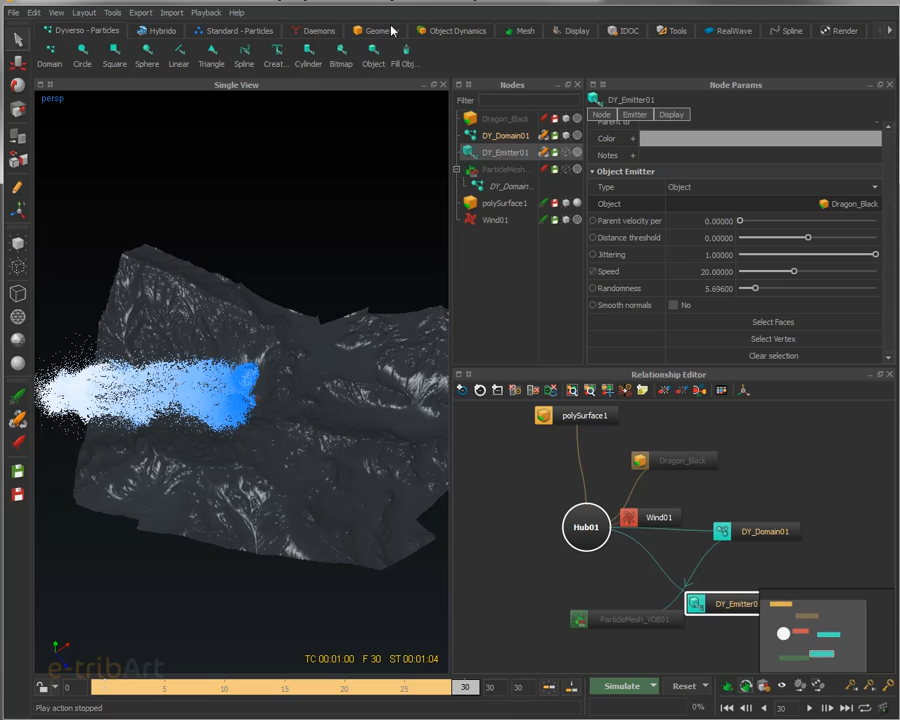 File Edit View Layout Tools Export Import Playback Help
Dyverso - Particles Hybrido Standard - Particles Daemons Geome Object Dynamics Mesh Display IDOC Tools RealWave Spline Render
Domain Circle Square Sphere Linear Triangle Spline Creat... Cylinder Bitmap Object Fill Obj...
Single View
persp
TC 00:01:00 F 30 ST 00:01:04
e-tribArt
Nodes
Filter
Dragon_Black
DY_Domain01
DY_Emitter01
ParticleMesh...
DY_Domain...
polySurface1
Wind01
Node Params
DY_Emitter01
Node Emitter Display
Parent to
Color
Notes
Object Emitter
Type Object
Object Dragon_Black
Parent velocity per 0.00000
Distance threshold 0.00000
Jittering 1.00000
Speed 20.00000
Randomness 5.69600
Smooth normals No
Select Faces
Select Vertex
Clear selection
Relationship Editor
polySurface1
Dragon_Black
Wind01
Hub01
DY_Domain01
DY_Emitter0
ParticleMesh_VDB01
0 5 10 15 20 25 30 30 30
Simulate Reset
Play action stopped
0% 30